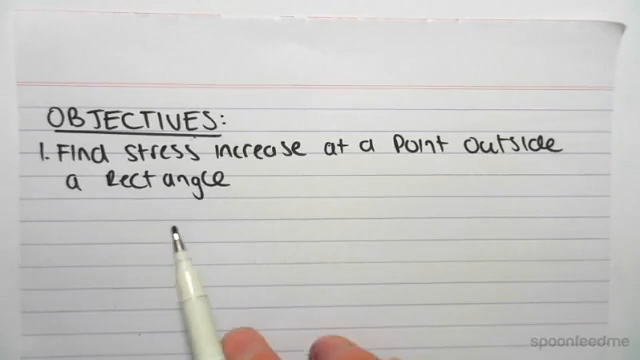 OBJECTIVES:
1. Find stress increase at a point outside
a Rectangle
spoonfeedme